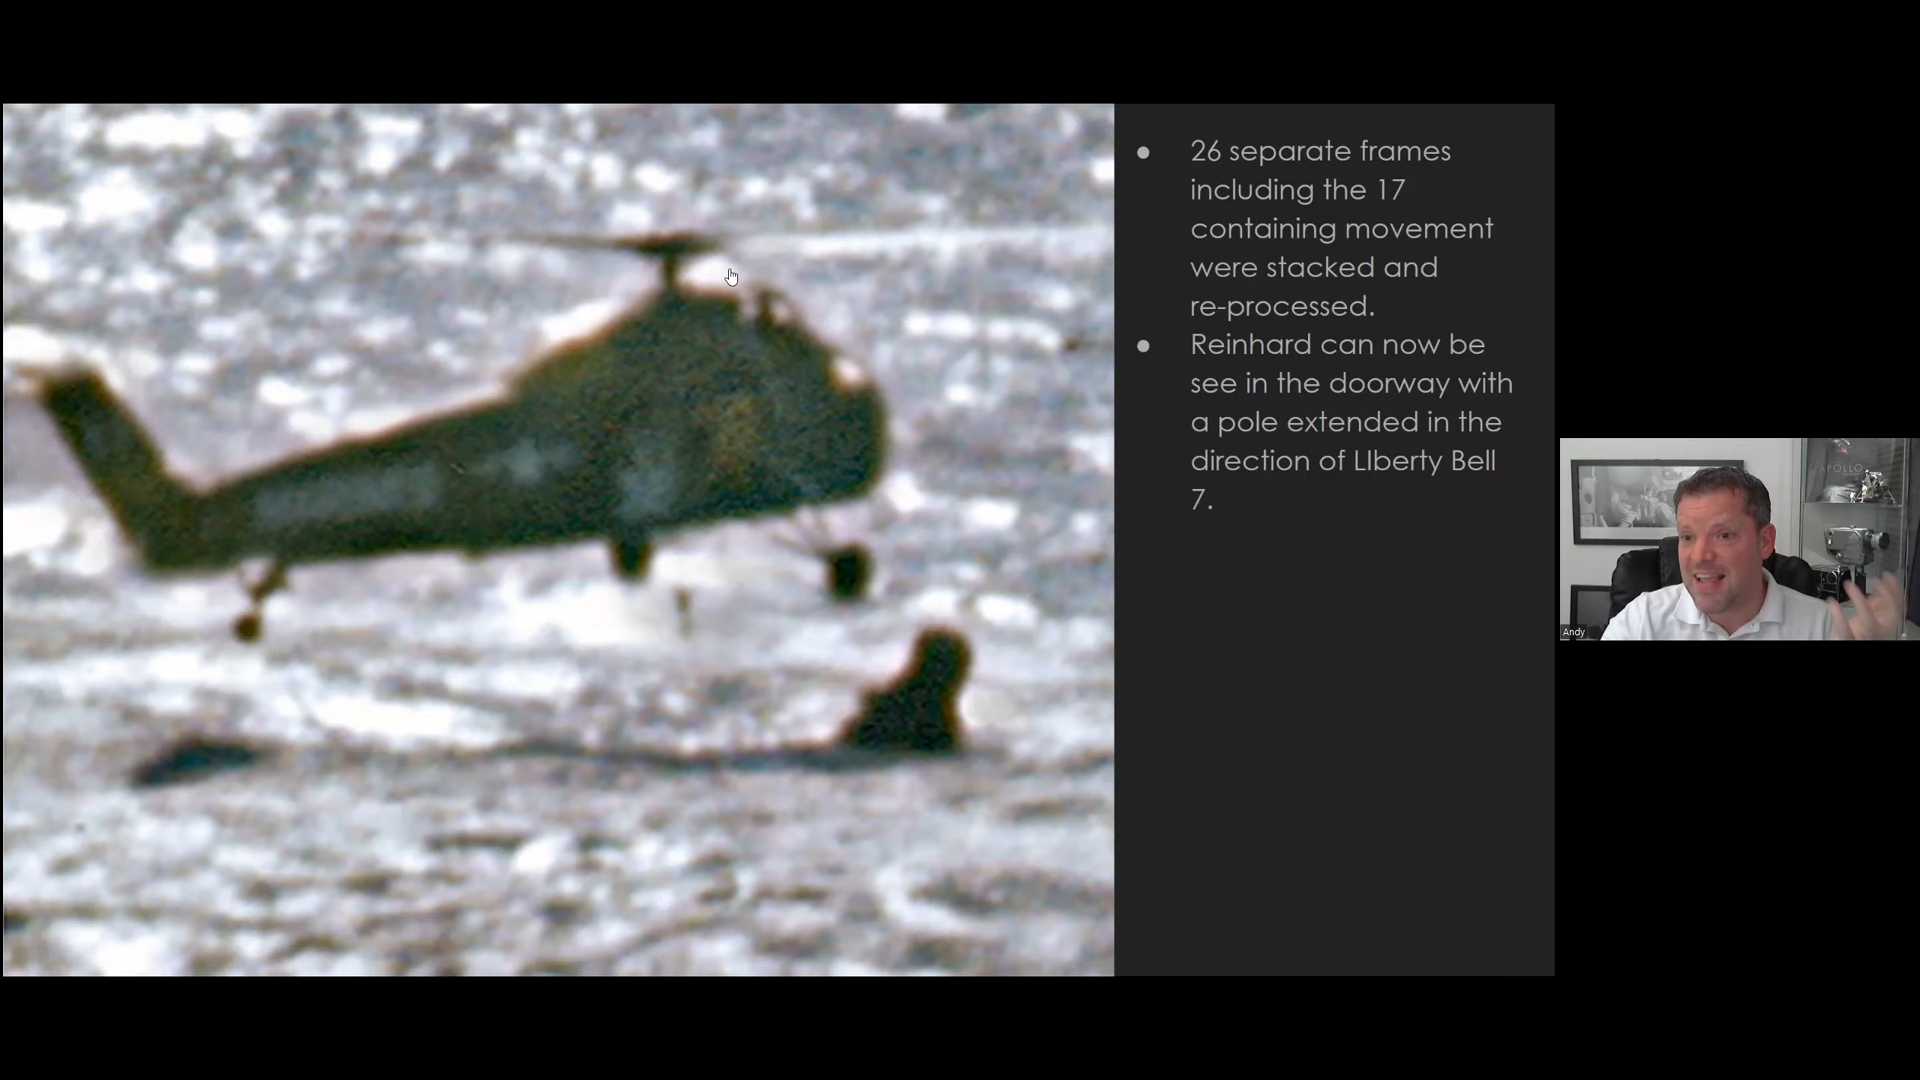 ● 26 separate frames
including the 17
containing movement
were stacked and
re-processed.
● Reinhard can now be
see in the doorway with
a pole extended in the
direction of LIberty Bell
7.
APOLLO
Andy